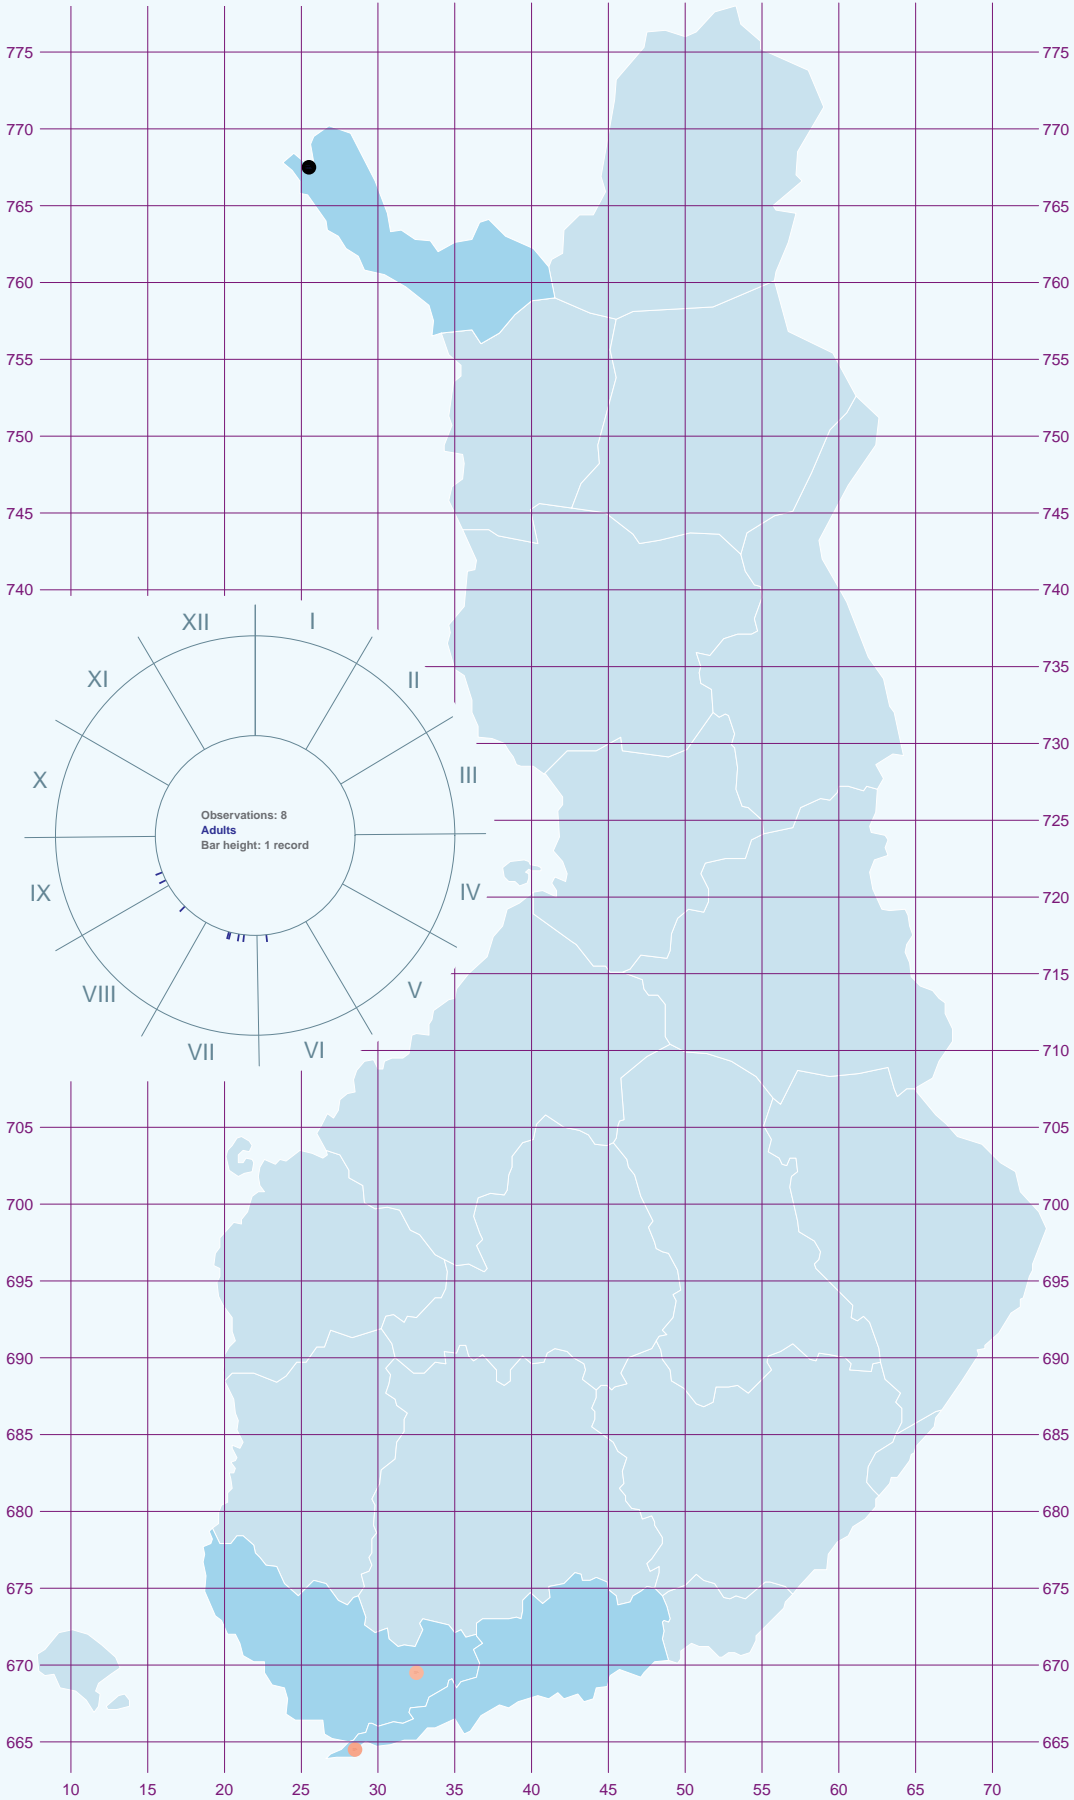 775 775
770 770
765 765
760 760
755 755
750 750
745 745
740 740
XII I
735
XI II
730
X III
Observations: 8
725
Adults
Bar height: 1 record
IX IV
720
715
VIII V
VII VI
710
705 705
700 700
695 695
690 690
685 685
680 680
675 675
670 670
665 665
10 15 20 25 30 35 40 45 50 55 60 65 70